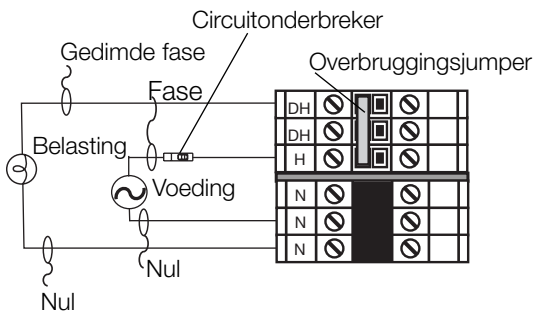 Circuitonderbreker
Gedimde fase
Overbruggingsjumper
Fase
DH
DH
Belasting
H
Voeding
N
N
Nul
N
Nul